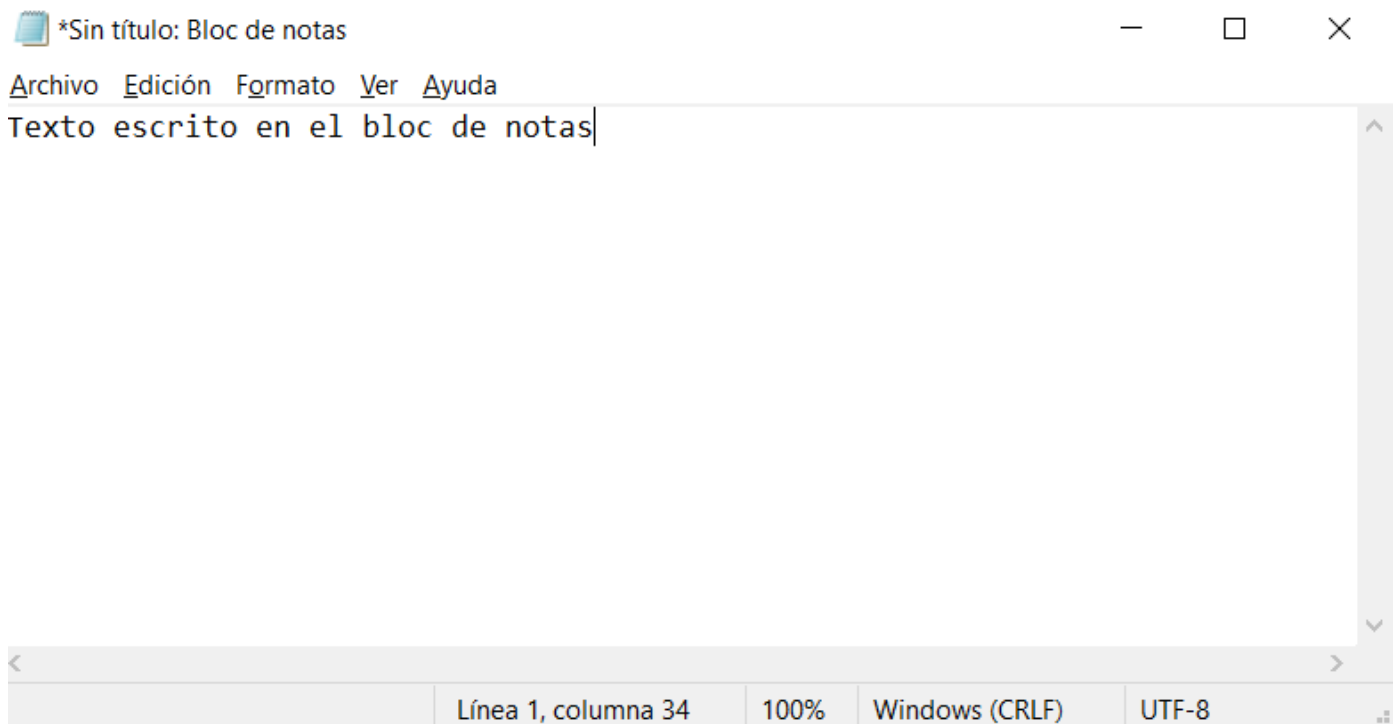 *Sin título: Bloc de notas
Archivo Edición Formato Ver Ayuda
Texto escrito en el bloc de notas
Línea 1, columna 34 100% Windows (CRLF) UTF-8